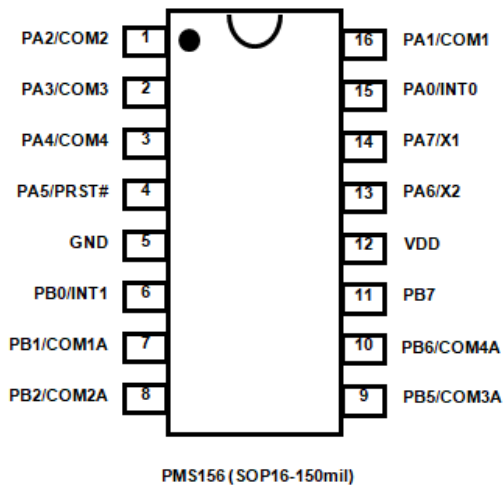 PA2/COM2 1 16 PA1/COM1
PA3/COM3 2 15 PA0/INT0
PA4/COM4 3 14 PA7/X1
PA5/PRST# 4 13 PA6/X2
GND 5 12 VDD
PB0/INT1 6 11 PB7
PB1/COM1A 7 10 PB6/COM4A
PB2/COM2A 8 9 PB5/COM3A
PMS156 (SOP16-150mil)